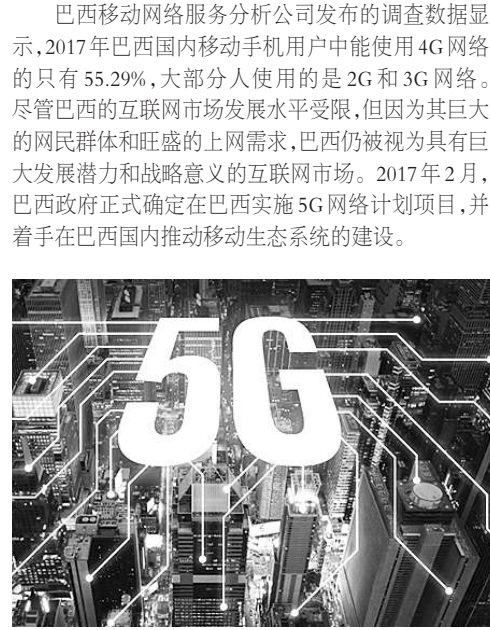 巴西移动网络服务分析公司发布的调查数据显
示,2017年巴西国内移动手机用户中能使用4G网络
的只有55.29%,大部分人使用的是2G和3G网络。
尽管巴西的互联网市场发展水平受限,但因为其巨大
的网民群体和旺盛的上网需求,巴西仍被视为具有巨
大发展潜力和战略意义的互联网市场。2017年2月,
巴西政府正式确定在巴西实施5G网络计划项目,并
着手在巴西国内推动移动生态系统的建设。
5G